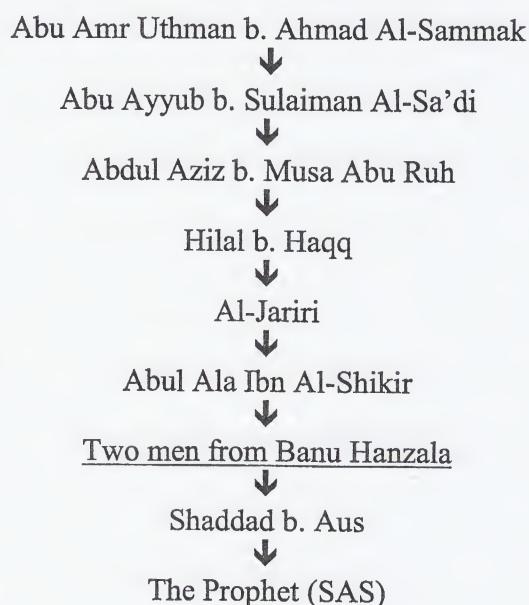 Abu Amr Uthman b. Ahmad Al-Sammak
Abu Ayyub b. Sulaiman Al-Sa'di
Abdul Aziz b. Musa Abu Ruh
Hilal b. Haqq
Al-Jariri
Abul Ala Ibn Al-Shikir
Two men from Banu Hanzala
Shaddad b. Aus
The Prophet (SAS)